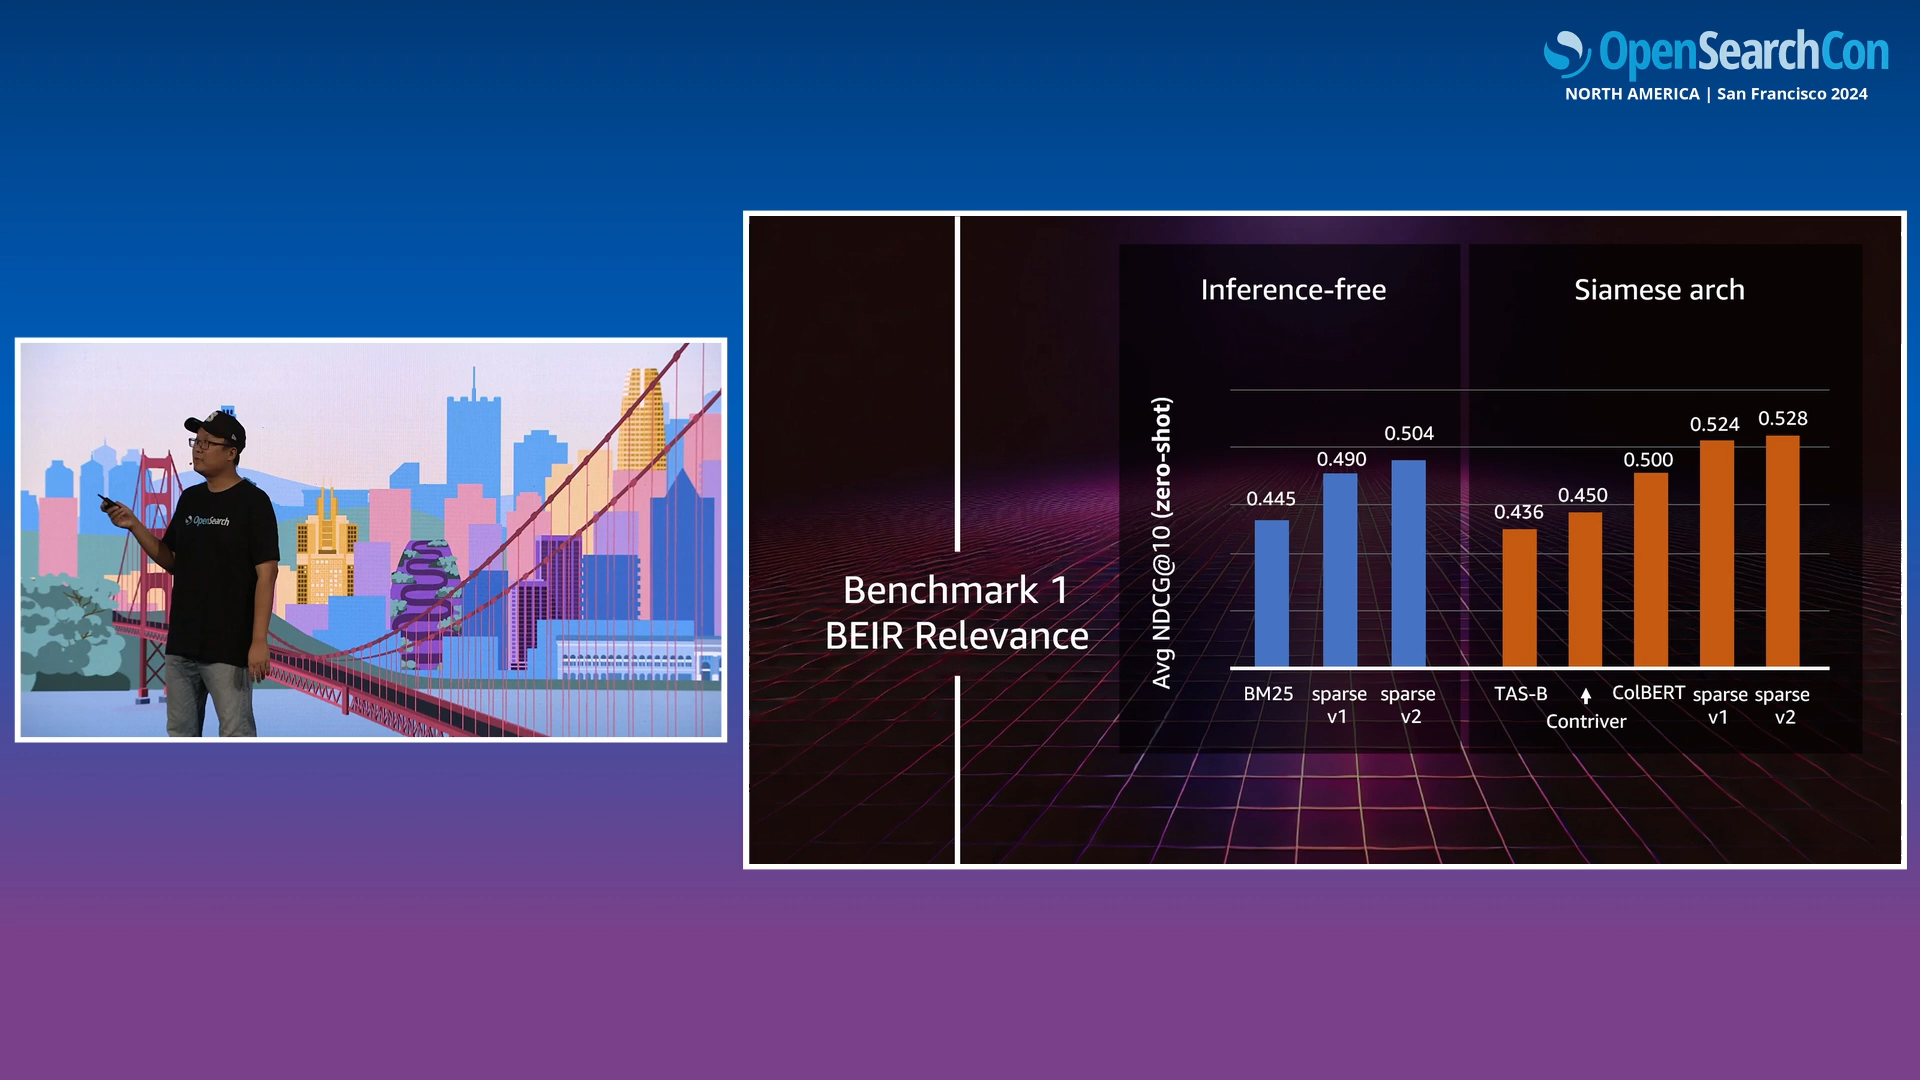 OpenSearchCon
NORTH AMERICA | San Francisco 2024
OpenSearch
Benchmark 1
BEIR Relevance
Inference-free
Siamese arch
Avg NDCG@10 (zero-shot)
0.445
0.490
0.504
0.436
0.450
0.500
0.524
0.528
BM25
sparse v1
sparse v2
TAS-B
Contriver
ColBERT
sparse v1
sparse v2